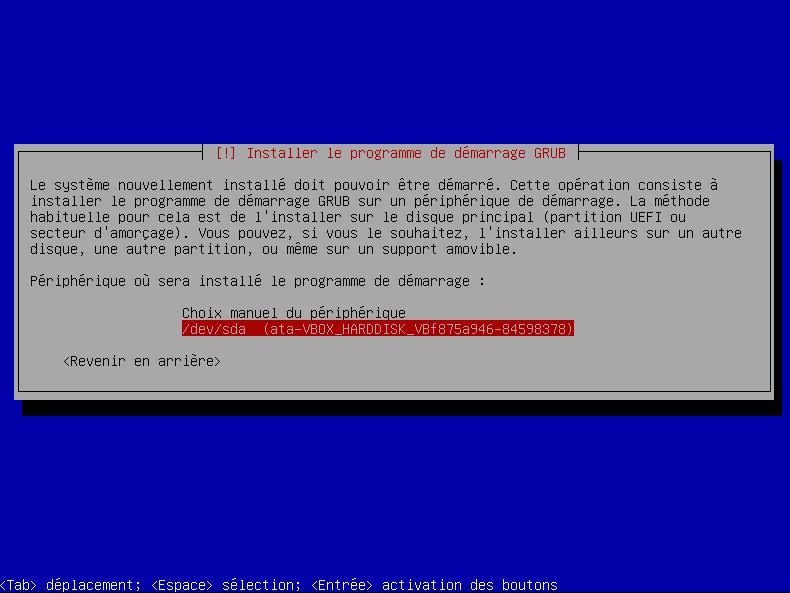 [!] Installer le programme de démarrage GRUB
Le système nouvellement installé doit pouvoir être démarré. Cette opération consiste à
installer le programme de démarrage GRUB sur un périphérique de démarrage. La méthode
habituelle pour cela est de l'installer sur le disque principal (partition UEFI ou
secteur d'amorçage). Vous pouvez, si vous le souhaitez, l'installer ailleurs sur un autre
disque, une autre partition, ou même sur un support amovible.
Périphérique où sera installé le programme de démarrage :
Choix manuel du périphérique
/dev/sda (ata-VBOX_HARDDISK_VBf875a946-84598378)
<Revenir en arrière>
<Tab> déplacement; <Espace> sélection; <Entrée> activation des boutons